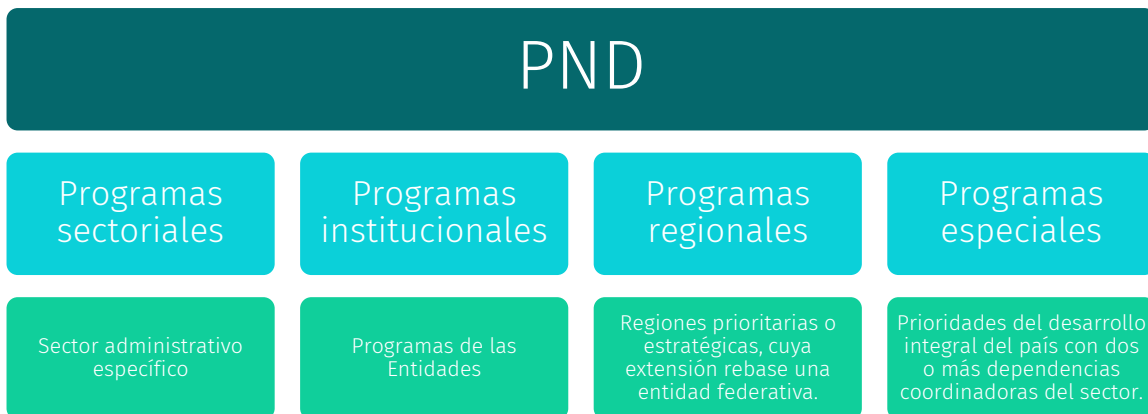 PND
Programas
sectoriales
Programas
institucionales
Programas
regionales
Programas
especiales
Sector administrativo
específico
Programas de las
Entidades
Regiones prioritarias o
estratégicas, cuya
extensión rebase una
entidad federativa.
Prioridades del desarrollo
integral del país con dos
o más dependencias
coordinadoras del sector.